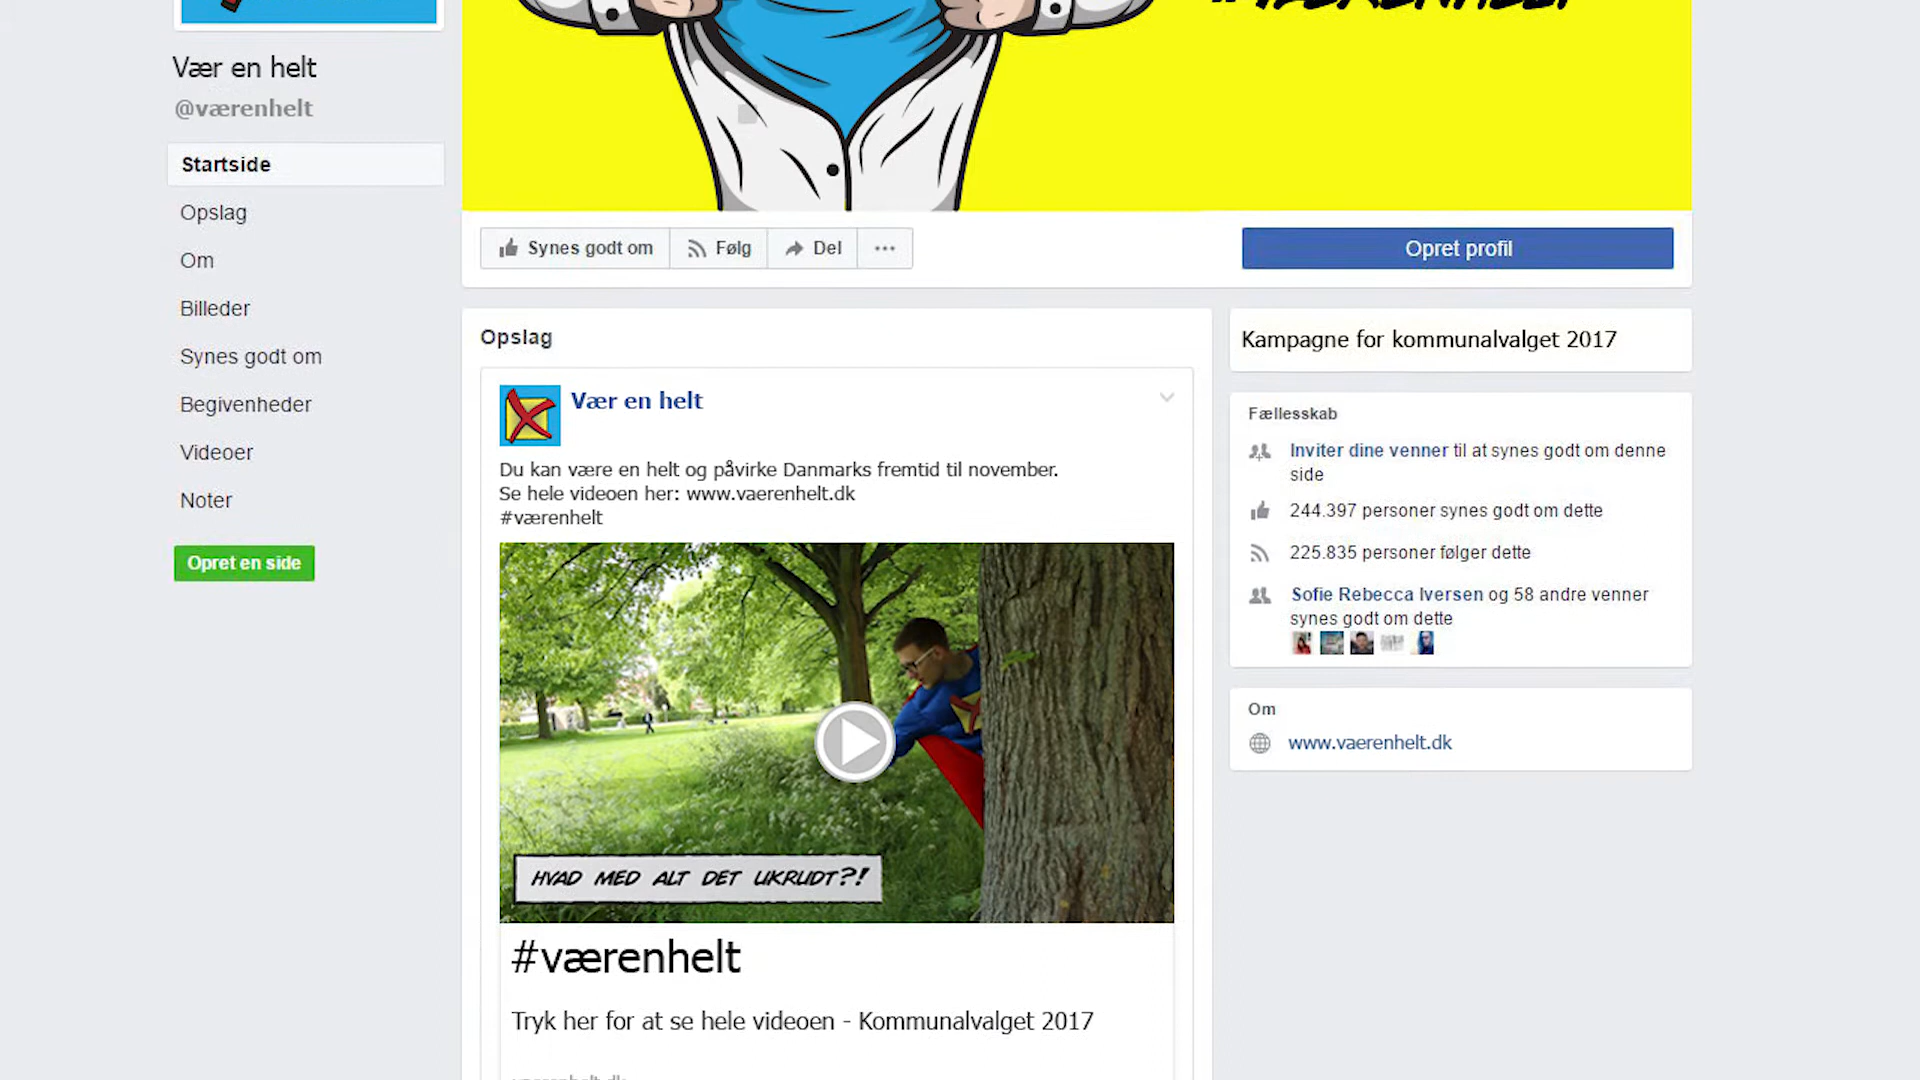 #VÆRENHELT
Vær en helt
@værenhelt
Startside
Opslag
Om
Billeder
Synes godt om
Begivenheder
Videoer
Noter
Opret en side
Synes godt om
Følg
Del
Opret profil
Opslag
Vær en helt
Du kan være en helt og påvirke Danmarks fremtid til november.
Se hele videoen her: www.vaerenhelt.dk
#værenhelt
HVAD MED ALT DET UKRUDT?!
#værenhelt
Tryk her for at se hele videoen - Kommunalvalget 2017
Kampagne for kommunalvalget 2017
Fællesskab
Inviter dine venner til at synes godt om denne
side
244.397 personer synes godt om dette
225.835 personer følger dette
Sofie Rebecca Iversen og 58 andre venner
synes godt om dette
Om
www.vaerenhelt.dk